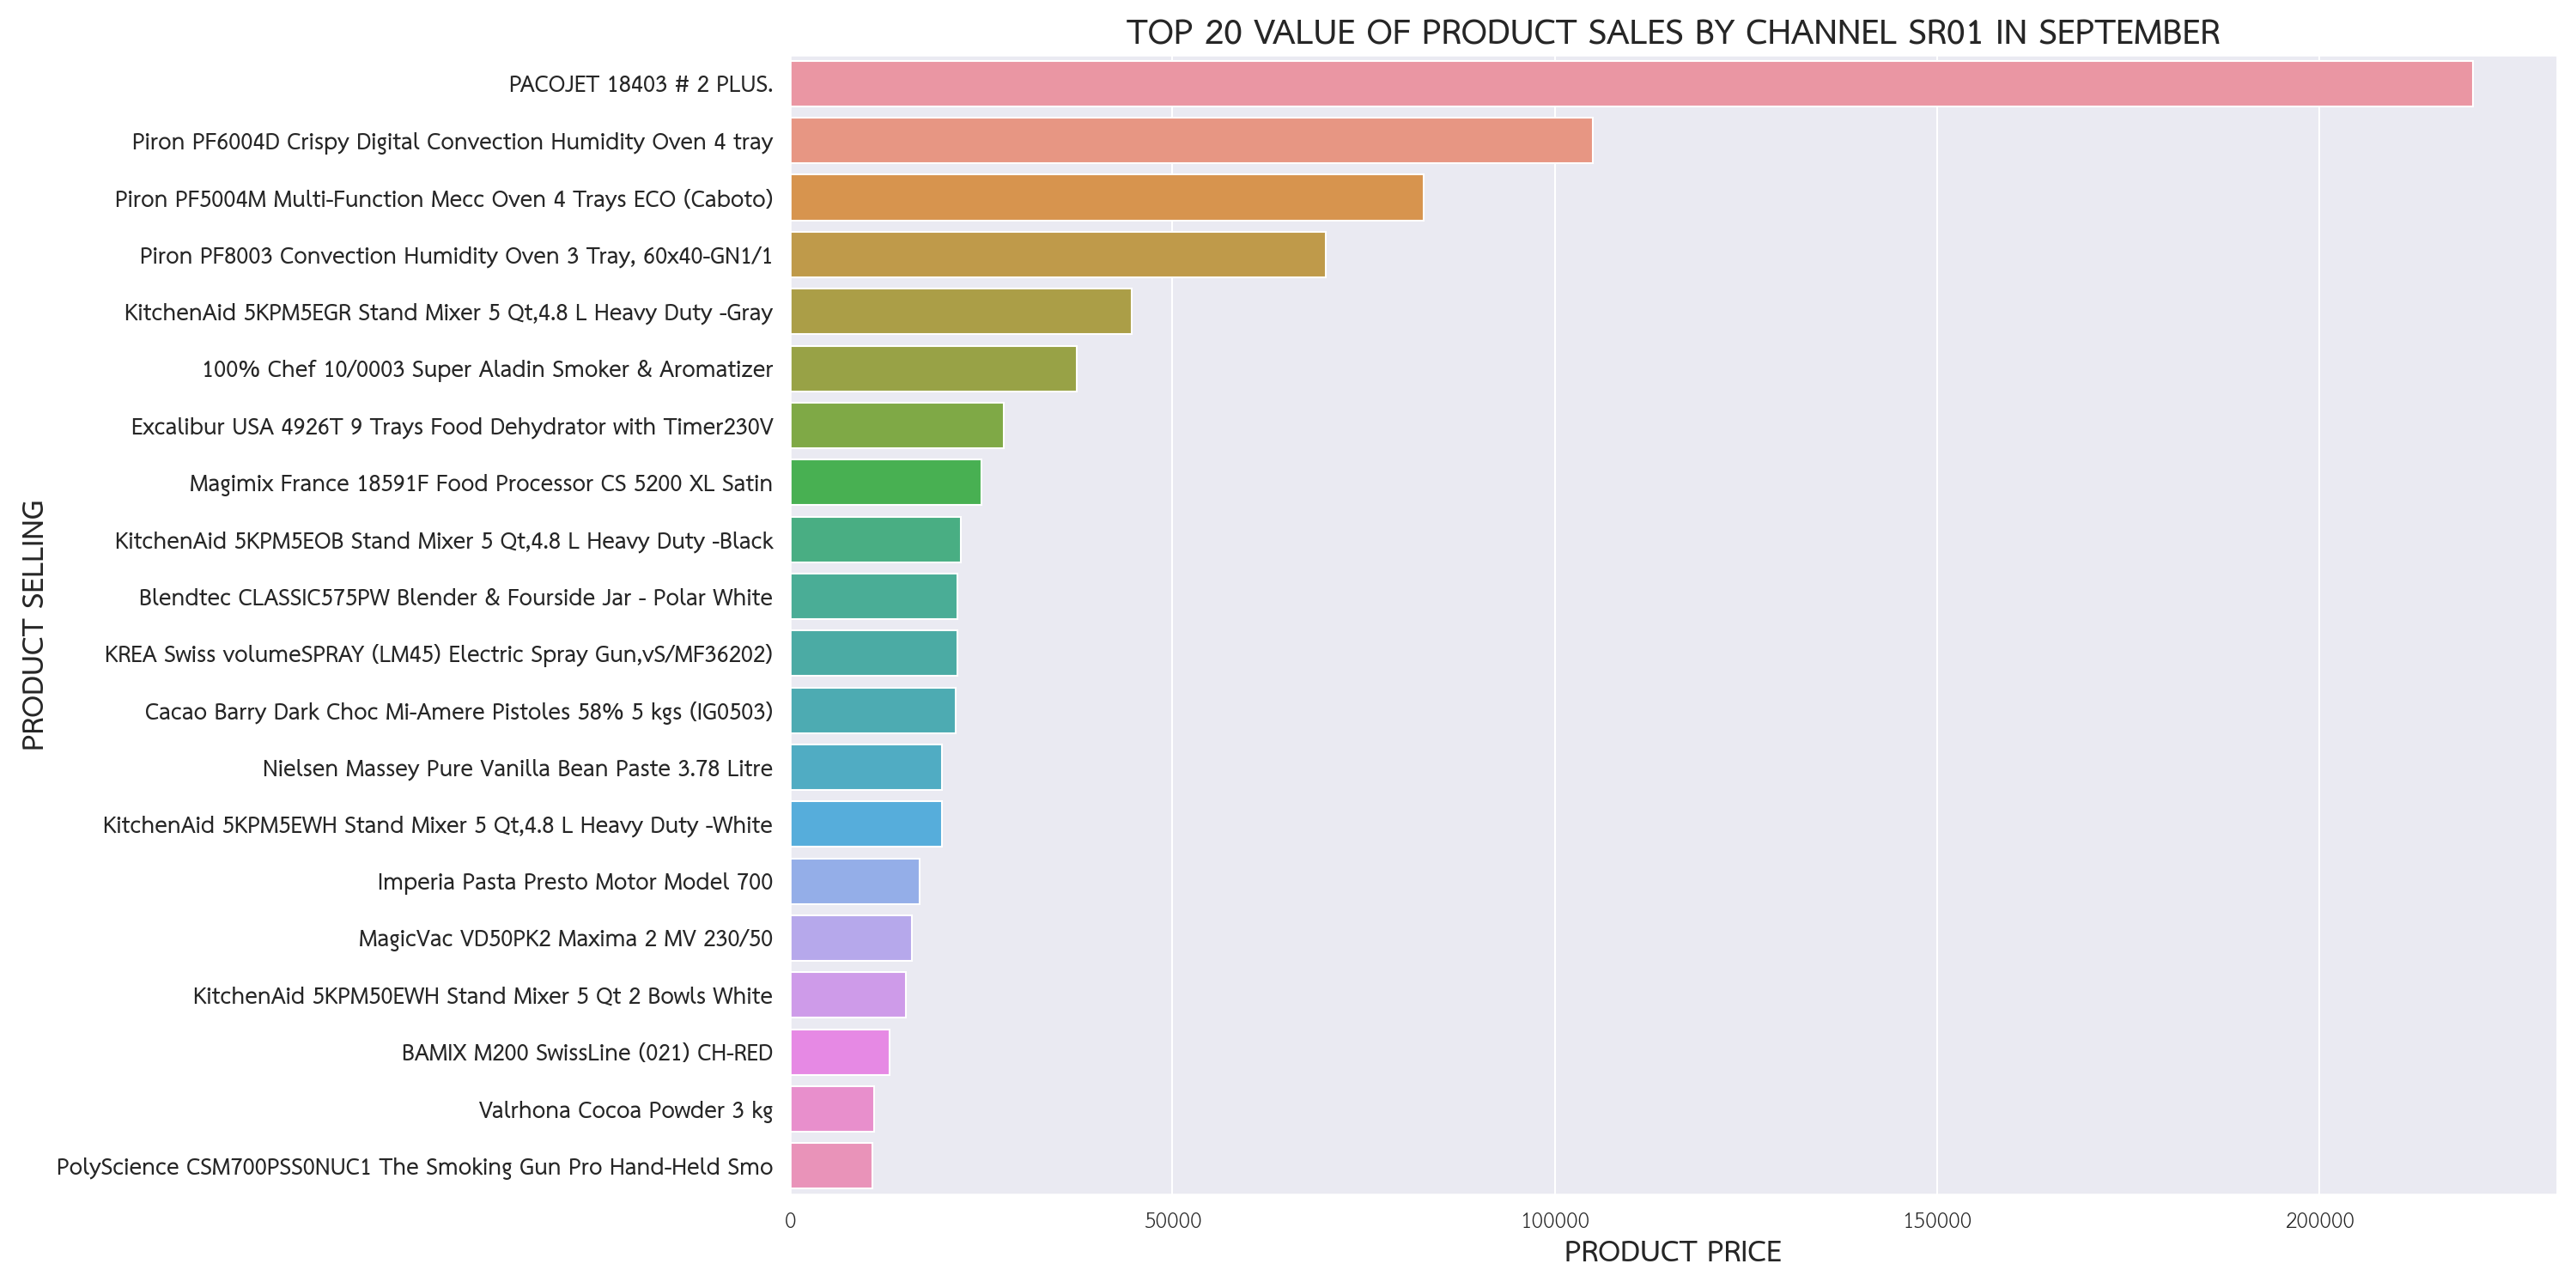 TOP 20 VALUE OF PRODUCT SALES BY CHANNEL SR01 IN SEPTEMBER
PRODUCT SELLING
PACOJET 18403 # 2 PLUS.
Piron PF6004D Crispy Digital Convection Humidity Oven 4 tray
Piron PF5004M Multi-Function Mecc Oven 4 Trays ECO (Caboto)
Piron PF8003 Convection Humidity Oven 3 Tray, 60x40-GN1/1
KitchenAid 5KPM5EGR Stand Mixer 5 Qt,4.8 L Heavy Duty -Gray
100% Chef 10/0003 Super Aladin Smoker & Aromatizer
Excalibur USA 4926T 9 Trays Food Dehydrator with Timer230V
Magimix France 18591F Food Processor CS 5200 XL Satin
KitchenAid 5KPM5EOB Stand Mixer 5 Qt,4.8 L Heavy Duty -Black
Blendtec CLASSIC575PW Blender & Fourside Jar - Polar White
KREA Swiss volumeSPRAY (LM45) Electric Spray Gun,vS/MF36202)
Cacao Barry Dark Choc Mi-Amere Pistoles 58% 5 kgs (IG0503)
Nielsen Massey Pure Vanilla Bean Paste 3.78 Litre
KitchenAid 5KPM5EWH Stand Mixer 5 Qt,4.8 L Heavy Duty -White
Imperia Pasta Presto Motor Model 700
MagicVac VD50PK2 Maxima 2 MV 230/50
KitchenAid 5KPM50EWH Stand Mixer 5 Qt 2 Bowls White
BAMIX M200 SwissLine (021) CH-RED
Valrhona Cocoa Powder 3 kg
PolyScience CSM700PSS0NUC1 The Smoking Gun Pro Hand-Held Smo
0 50000 100000 150000 200000
PRODUCT PRICE